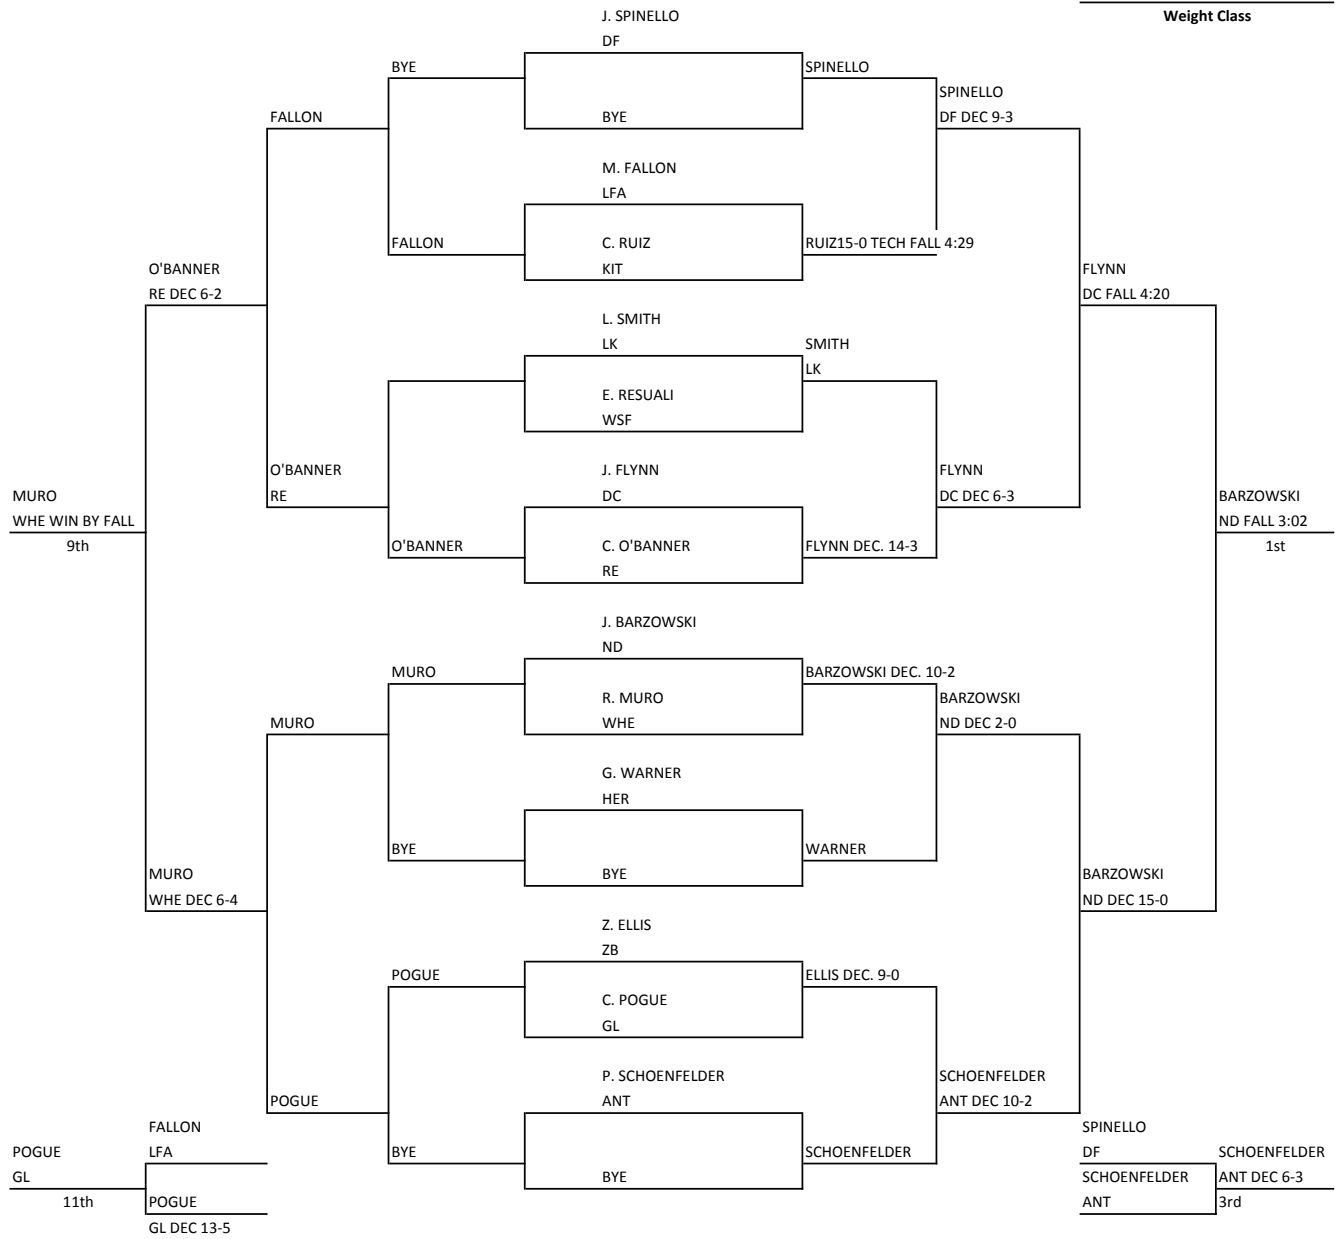 Weight Class
J. SPINELLO
DF
BYE
SPINELLO
SPINELLO
FALLON
BYE
DF DEC 9-3
M. FALLON
LFA
FALLON
C. RUIZ
RUIZ15-0 TECH FALL 4:29
KIT
O'BANNER
FLYNN
RE DEC 6-2
DC FALL 4:20
L. SMITH
LK
SMITH
LK
E. RESUALI
WSF
O'BANNER
J. FLYNN
FLYNN
RE
DC
DC DEC 6-3
MURO
BARZOWSKI
WHE WIN BY FALL
ND FALL 3:02
9th
O'BANNER
C. O'BANNER
FLYNN DEC. 14-3
1st
RE
J. BARZOWSKI
ND
MURO
BARZOWSKI DEC. 10-2
R. MURO
BARZOWSKI
MURO
WHE
ND DEC 2-0
G. WARNER
HER
BYE
WARNER
MURO
BYE
BARZOWSKI
WHE DEC 6-4
ND DEC 15-0
Z. ELLIS
ZB
POGUE
ELLIS DEC. 9-0
C. POGUE
GL
P. SCHOENFELDER
SCHOENFELDER
POGUE
ANT
ANT DEC 10-2
FALLON
SPINELLO
POGUE
LFA
BYE
SCHOENFELDER
DF
SCHOENFELDER
GL
BYE
SCHOENFELDER
ANT DEC 6-3
11th
POGUE
ANT
3rd
GL DEC 13-5